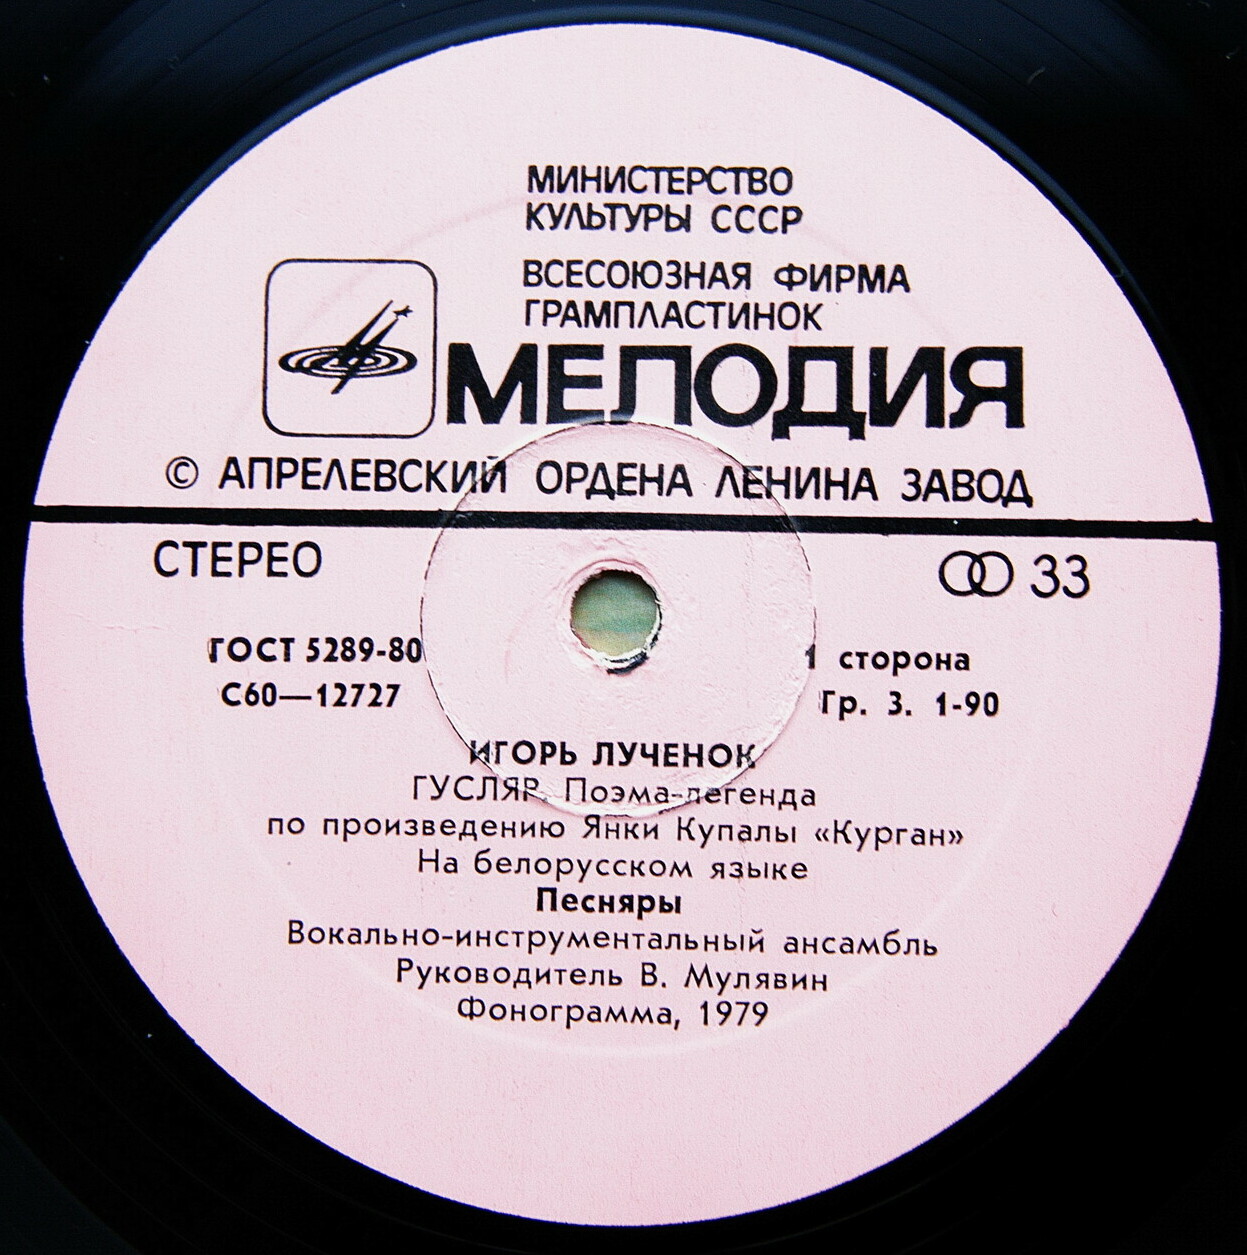 МИНИСТЕРСТВО
КУЛЬТУРЫ СССР
ВСЕСОЮЗНАЯ ФИРМА
ГРАМПЛАСТИНОК
МЕЛОДИЯ
© АПРЕЛЕВСКИЙ ОРДЕНА ЛЕНИНА ЗАВОД
СТЕРЕО
33
ГОСТ 5289-80
1 сторона
С60—12727
Гр. 3. 1-90
ИГОРЬ ЛУЧЕНОК
ГУСЛЯР. Поэма-легенда
по произведению Янки Купалы «Курган»
На белорусском языке
Песняры
Вокально-инструментальный ансамбль
Руководитель В. Мулявин
Фонограмма, 1979